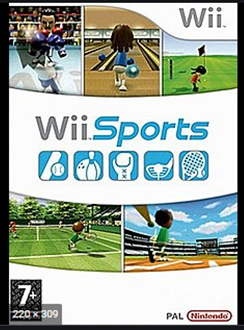 Wii
Wii Sports
7+
220 × 309
PAL Nintendo